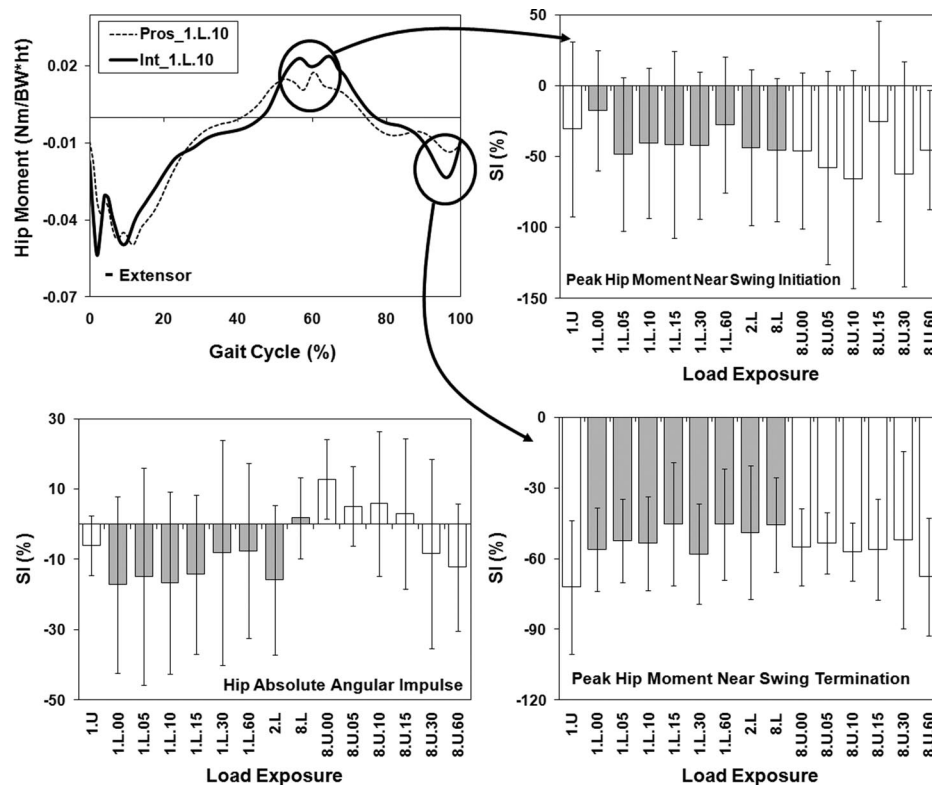 Pros_1.L.10
Int_1.L.10
Hip Moment (Nm/BW*ht)
0.02
-0.01
-0.04
-0.07
- Extensor
0 20 40 60 80 100
Gait Cycle (%)
SI (%)
50
0
-50
-100
-150
Peak Hip Moment Near Swing Initiation
1.U 1.L.00 1.L.05 1.L.10 1.L.15 1.L.30 1.L.60 2.L 8.L 8.U.00 8.U.05 8.U.10 8.U.15 8.U.30 8.U.60
Load Exposure
SI (%)
30
10
-10
-30
-50
Hip Absolute Angular Impulse
1.U 1.L.00 1.L.05 1.L.10 1.L.15 1.L.30 1.L.60 2.L 8.L 8.U.00 8.U.05 8.U.10 8.U.15 8.U.30 8.U.60
Load Exposure
SI (%)
0
-30
-60
-90
-120
Peak Hip Moment Near Swing Termination
1.U 1.L.00 1.L.05 1.L.10 1.L.15 1.L.30 1.L.60 2.L 8.L 8.U.00 8.U.05 8.U.10 8.U.15 8.U.30 8.U.60
Load Exposure